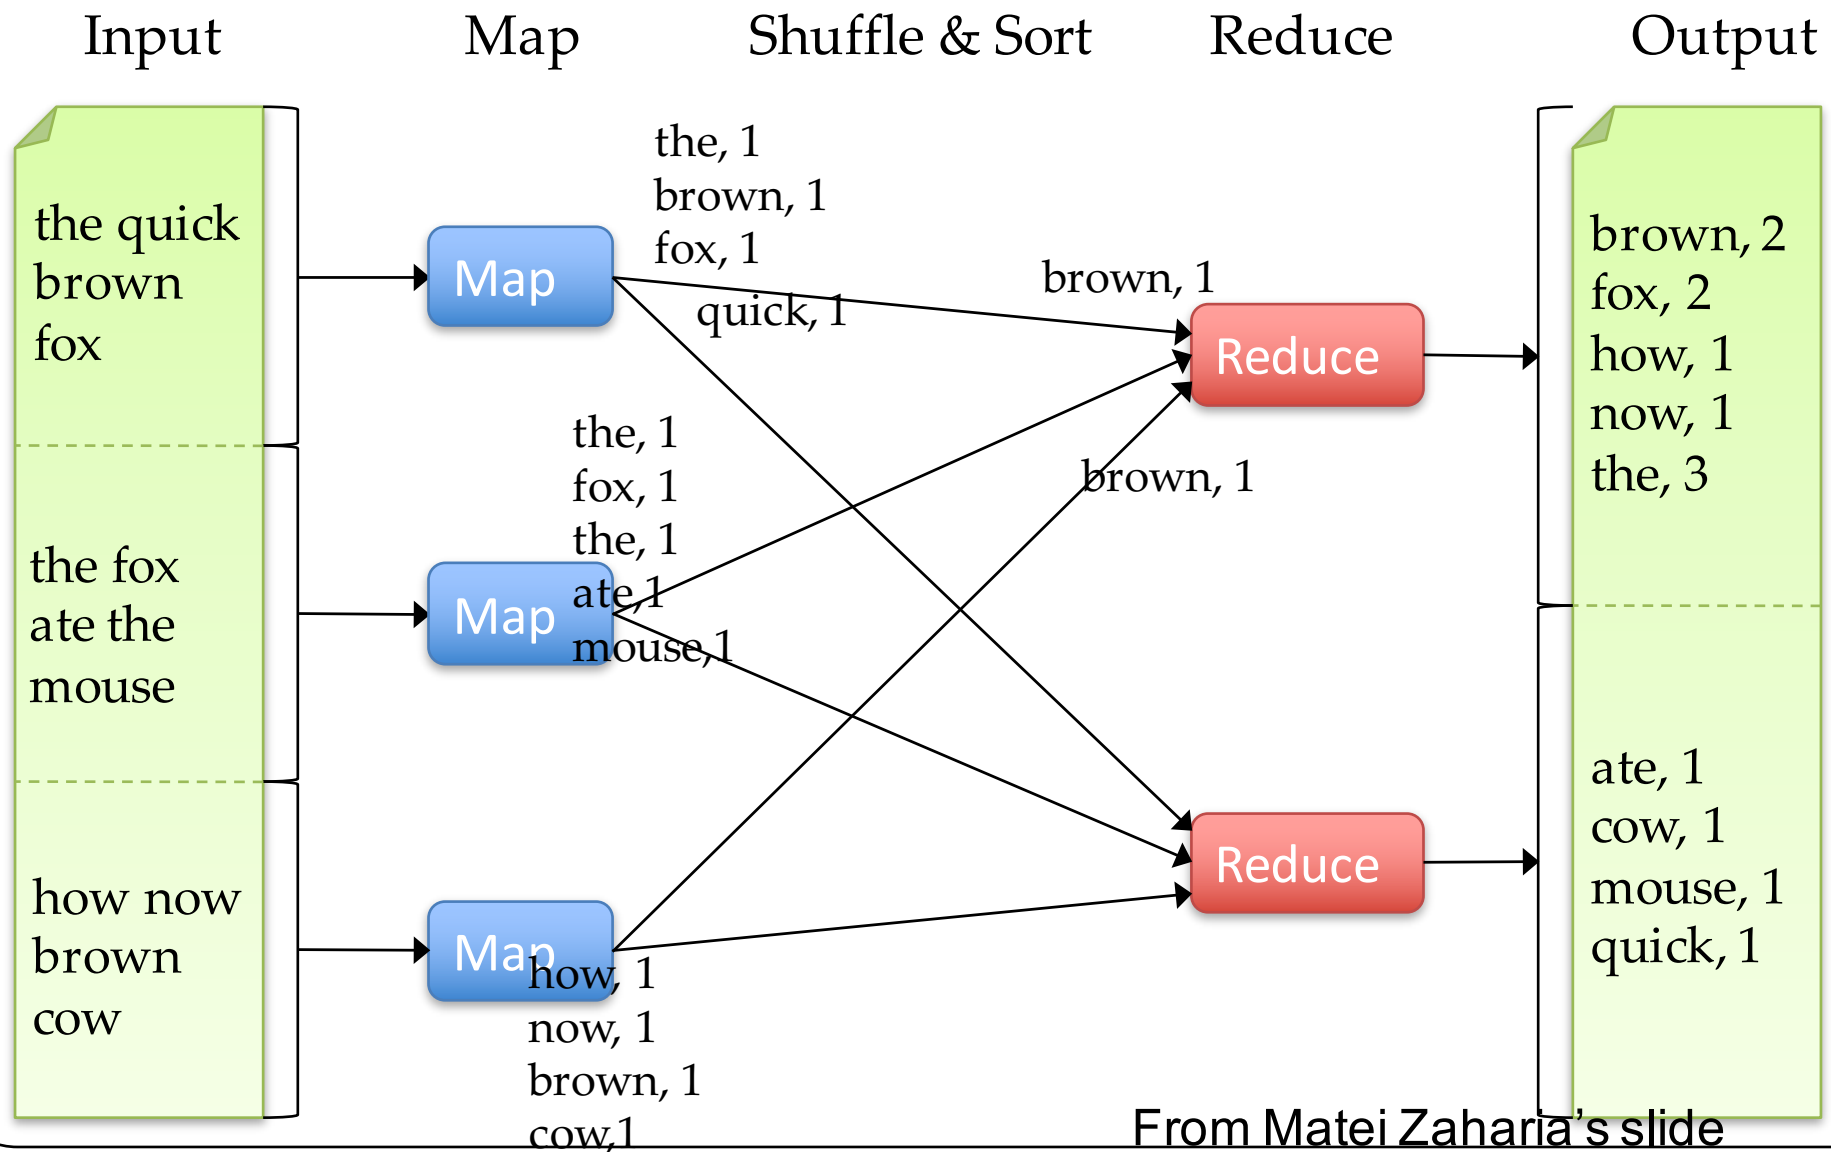 Input
Map
Shuffle & Sort
Reduce
Output
the quick
brown
fox
the fox
ate the
mouse
how now
brown
cow
Map
Map
Map
the, 1
brown, 1
fox, 1
quick, 1
the, 1
fox, 1
the, 1
ate,1
mouse,1
how, 1
now, 1
brown, 1
cow,1
brown, 1
brown, 1
Reduce
Reduce
brown, 2
fox, 2
how, 1
now, 1
the, 3
ate, 1
cow, 1
mouse, 1
quick, 1
From Matei Zaharia's slide